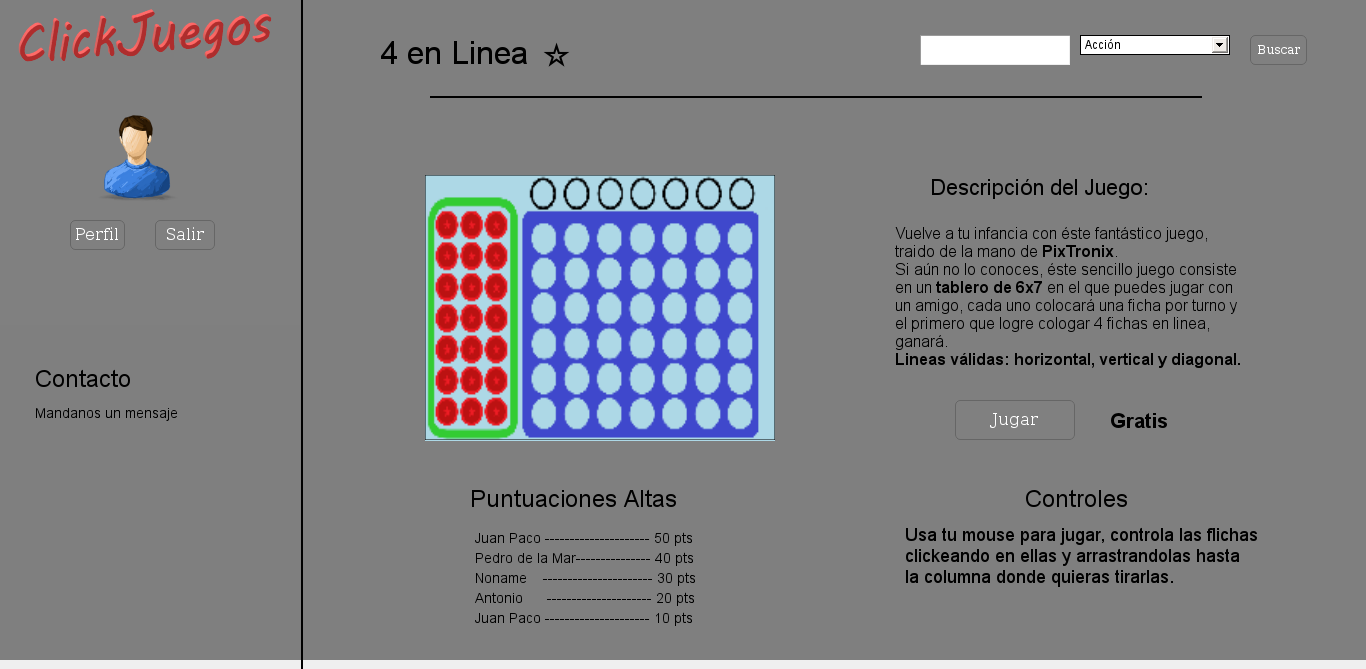 ClickJuegos
Perfil
Salir
Contacto
Mandanos un mensaje
4 en Linea ☆
Acción
Buscar
Descripción del Juego:
Vuelve a tu infancia con éste fantástico juego,
traido de la mano de PixTronix.
Si aún no lo conoces, éste sencillo juego consiste
en un tablero de 6x7 en el que puedes jugar con
un amigo, cada uno colocará una ficha por turno y
el primero que logre cologar 4 fichas en linea,
ganará.
Lineas válidas: horizontal, vertical y diagonal.
Jugar
Gratis
Puntuaciones Altas
Juan Paco --------------------- 50 pts
Pedro de la Mar--------------- 40 pts
Noname ---------------------- 30 pts
Antonio --------------------- 20 pts
Juan Paco --------------------- 10 pts
Controles
Usa tu mouse para jugar, controla las flichas
clickeando en ellas y arrastrandolas hasta
la columna donde quieras tirarlas.